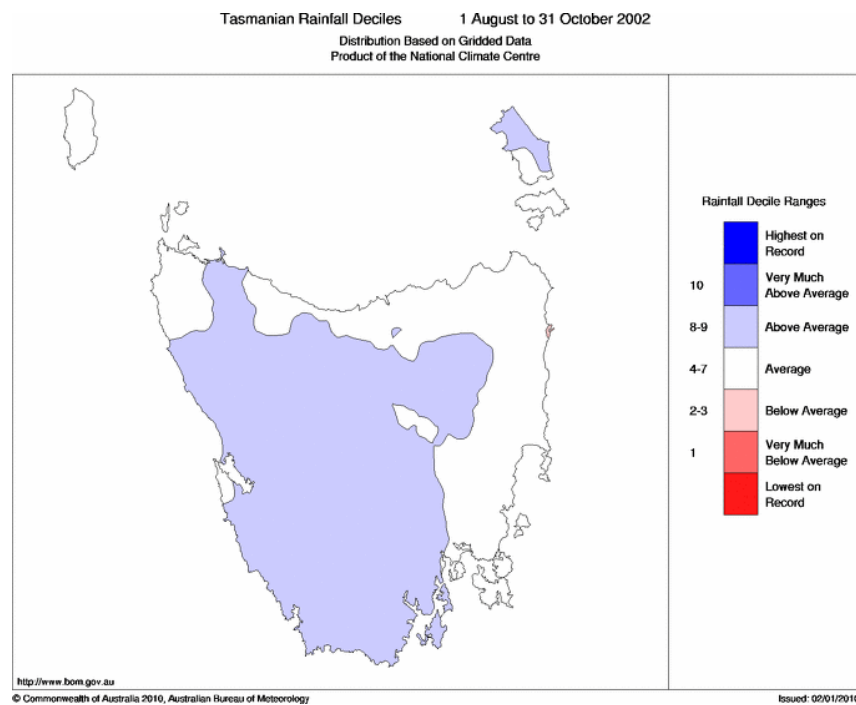 Tasmanian Rainfall Deciles 1 August to 31 October 2002
Distribution Based on Gridded Data
Product of the National Climate Centre
Rainfall Decile Ranges
Highest on
Record
10
Very Much
Above Average
8-9
Above Average
4-7
Average
2-3
Below Average
1
Very Much
Below Average
Lowest on
Record
http://www.bom.gov.au
© Commonwealth of Australia 2010, Australian Bureau of Meteorology
Issued: 02/01/2010